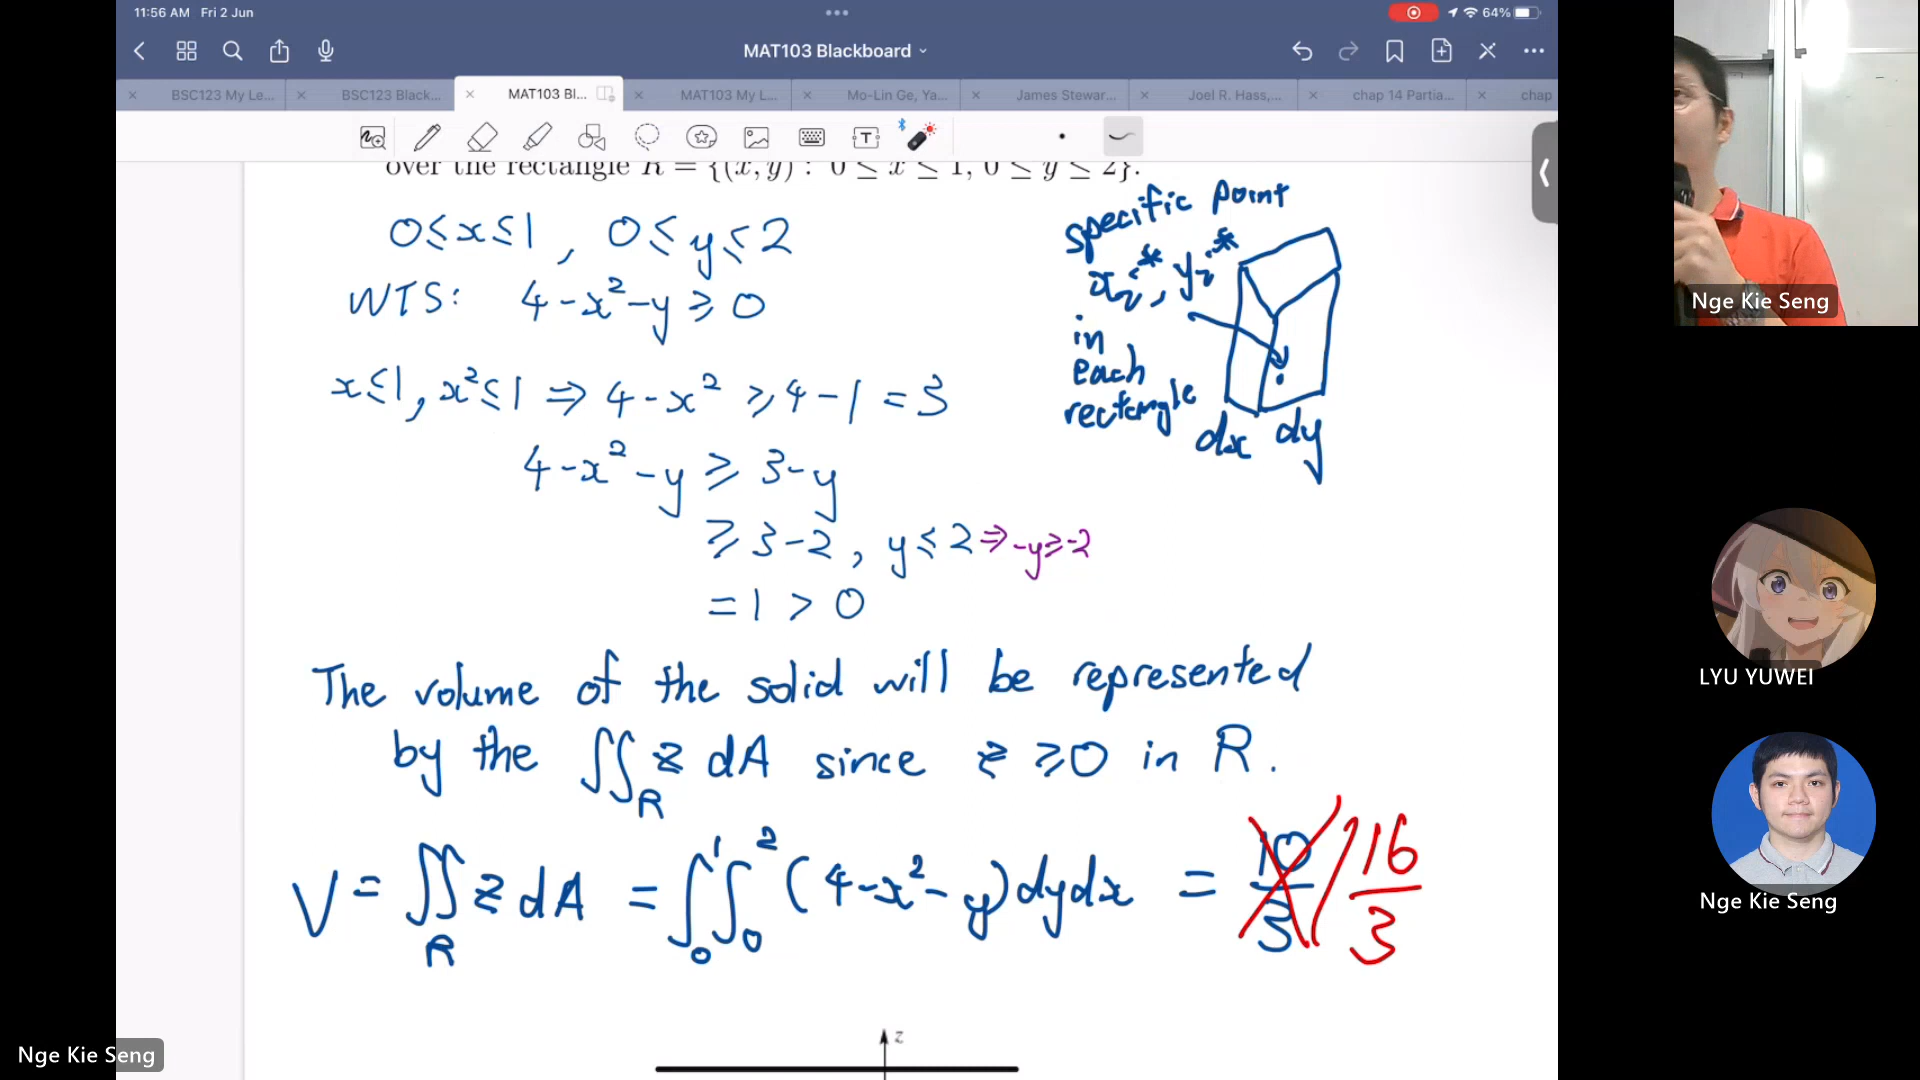 11:56 AM Fri 2 Jun
64%
MAT103 Blackboard
BSC123 My Le...
BSC123 Black...
MAT103 Bl...
MAT103 My L...
Mo-Lin Ge, Ya...
James Stewar...
Joel R. Hass,...
chap 14 Partia...
chap
over the rectangle R = {(x, y) : 0 ≤ x ≤ 1, 0 ≤ y ≤ 2}.
0≤x≤1, 0≤y≤2
WTS: 4-x²-y ≥ 0
x≤1, x²≤1 ⇒ 4-x² ≥ 4-1 = 3
4-x²-y ≥ 3-y
≥ 3-2, y≤2 ⇒ -y≥-2
= 1 > 0
specific point
xᵢ*, yᵢ*
in
each
rectangle
dx dy
The volume of the solid will be represented
by the ∬_R z dA since z ≥0 in R.
V = ∬_R z dA = ∫₀¹∫₀² (4-x²-y)dydx = 10/3 / 16/3
z
Nge Kie Seng
LYU YUWEI
Nge Kie Seng
Nge Kie Seng